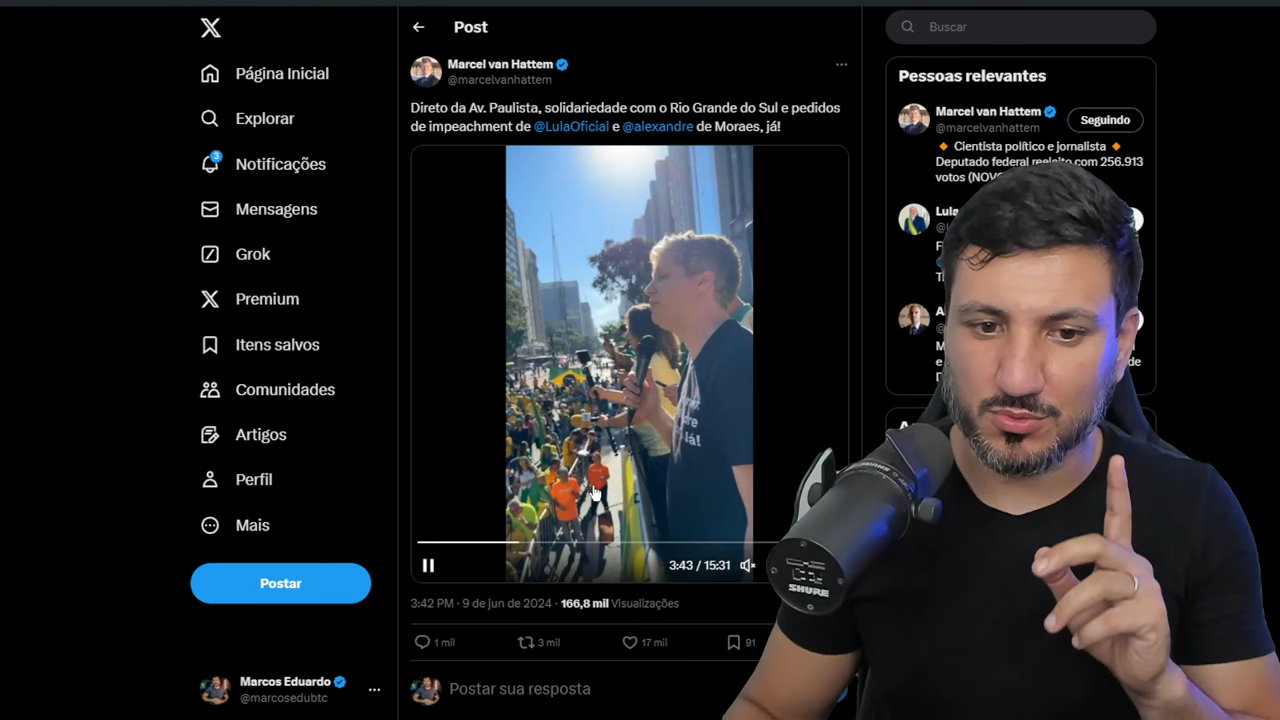 Post
Buscar
Página Inicial
Explorar
3
Notificações
Mensagens
Grok
Premium
Itens salvos
Comunidades
Artigos
Perfil
Mais
Postar
Marcos Eduardo
@marcosedubtc
Marcel van Hattem
@marcelvanhattem
Direto da Av. Paulista, solidariedade com o Rio Grande do Sul e pedidos
de impeachment de @LulaOficial e @alexandre de Moraes, já!
lá!
3:43 / 15:31
3:42 PM · 9 de jun de 2024 · 166,8 mil Visualizações
1 mil
3 mil
17 mil
91
Postar sua resposta
Pessoas relevantes
Marcel van Hattem
@marcelvanhattem
Seguindo
Cientista político e jornalista
Deputado federal reeleito com 256.913
votos (NOVO
Lula
SHURE